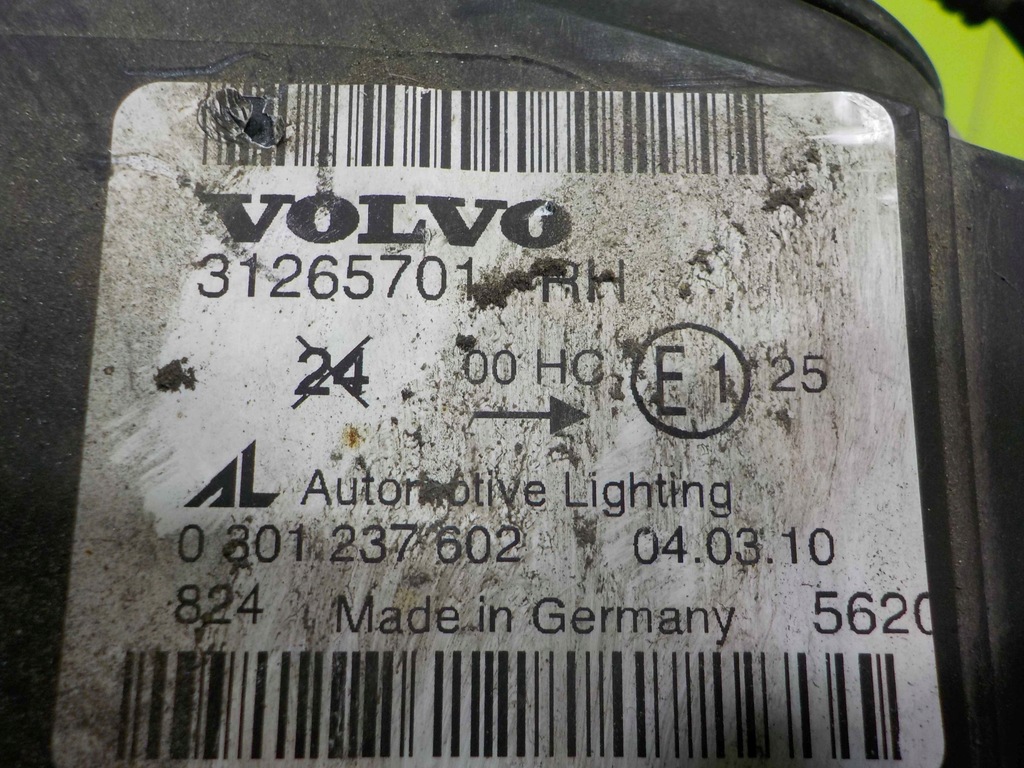 VOLVO
31265701 RH
24 00 HC E1 25
AL Automotive Lighting
0 301 237 602 04.03.10
824 Made in Germany 5620